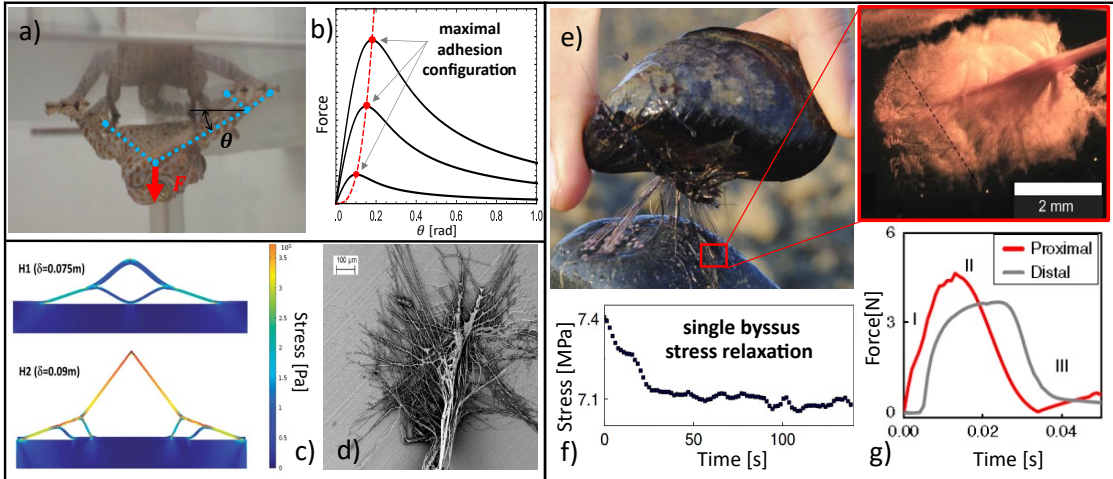 a)
θ
F
b)
maximal
adhesion
configuration
Force
0.0
0.2
0.4
0.6
0.8
1.0
θ [rad]
H1 (δ=0.075m)
H2 (δ=0.09m)
x 10⁵
3.5
3
2.5
2
1.5
1
0.5
0
Stress [Pa]
c)
100 µm
d)
e)
2 mm
7.4
7.1
Stress [MPa]
single byssus
stress relaxation
0
50
100
Time [s]
f)
6
3
0
Force[N]
Proximal
Distal
I
II
III
0.00
0.02
0.04
Time [s]
g)